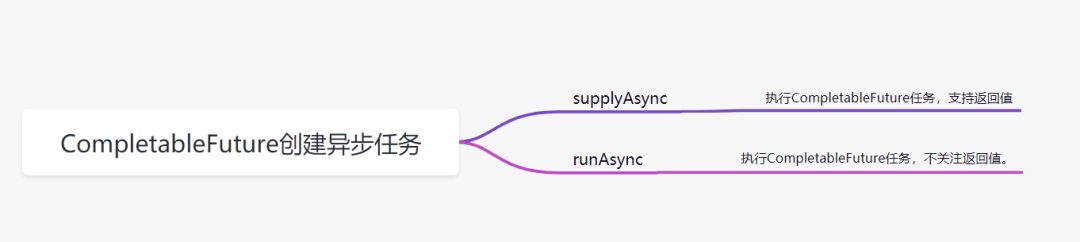 CompletableFuture创建异步任务
supplyAsync
执行CompletableFuture任务，支持返回值
runAsync
执行CompletableFuture任务，不关注返回值。